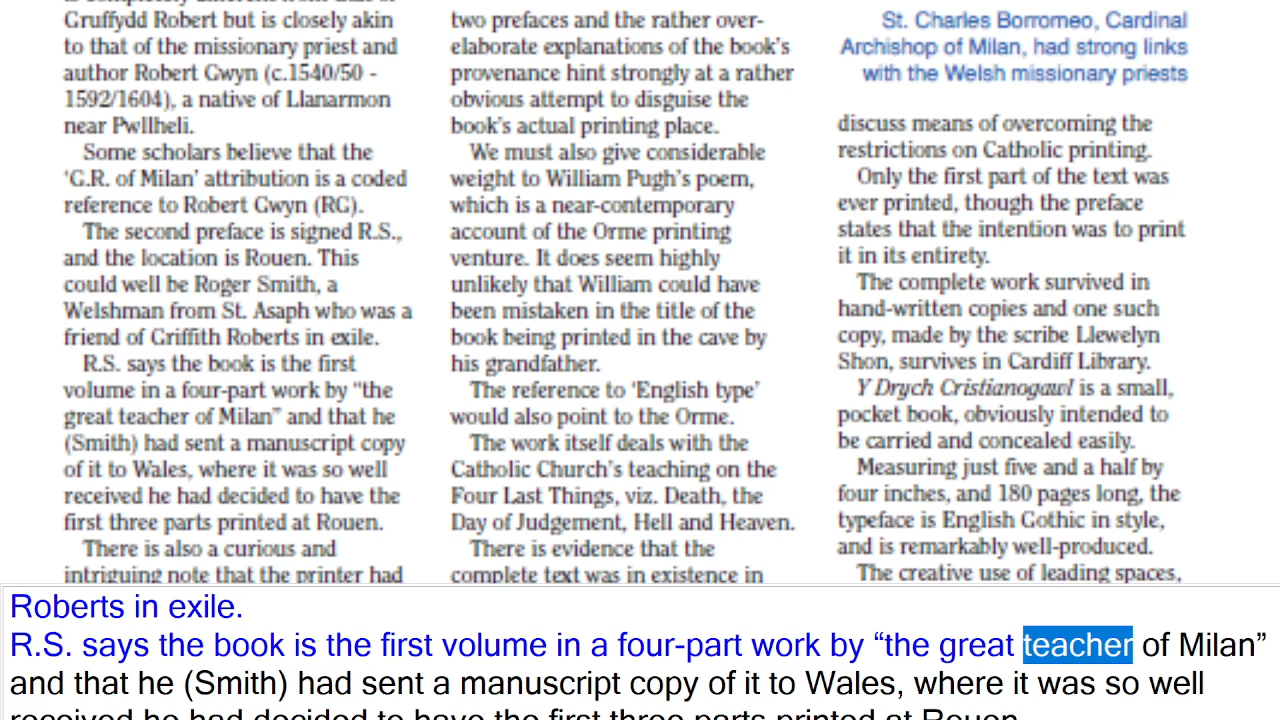 Gruffydd Robert but is closely akin
to that of the missionary priest and
author Robert Gwyn (c.1540/50 -
1592/1604), a native of Llanarmon
near Pwllheli.
Some scholars believe that the
‘G.R. of Milan’ attribution is a coded
reference to Robert Gwyn (RG).
The second preface is signed R.S.,
and the location is Rouen. This
could well be Roger Smith, a
Welshman from St. Asaph who was a
friend of Griffith Roberts in exile.
R.S. says the book is the first
volume in a four-part work by “the
great teacher of Milan” and that he
(Smith) had sent a manuscript copy
of it to Wales, where it was so well
received he had decided to have the
first three parts printed at Rouen.
There is also a curious and
intriguing note that the printer had
two prefaces and the rather over-
elaborate explanations of the book’s
provenance hint strongly at a rather
obvious attempt to disguise the
book’s actual printing place.
We must also give considerable
weight to William Pugh’s poem,
which is a near-contemporary
account of the Orme printing
venture. It does seem highly
unlikely that William could have
been mistaken in the title of the
book being printed in the cave by
his grandfather.
The reference to ‘English type’
would also point to the Orme.
The work itself deals with the
Catholic Church’s teaching on the
Four Last Things, viz. Death, the
Day of Judgement, Hell and Heaven.
There is evidence that the
complete text was in existence in
St. Charles Borromeo, Cardinal
Archishop of Milan, had strong links
with the Welsh missionary priests
discuss means of overcoming the
restrictions on Catholic printing.
Only the first part of the text was
ever printed, though the preface
states that the intention was to print
it in its entirety.
The complete work survived in
hand-written copies and one such
copy, made by the scribe Llewelyn
Shon, survives in Cardiff Library.
Y Drych Cristianogawl is a small,
pocket book, obviously intended to
be carried and concealed easily.
Measuring just five and a half by
four inches, and 180 pages long, the
typeface is English Gothic in style,
and is remarkably well-produced.
The creative use of leading spaces,
Roberts in exile.
R.S. says the book is the first volume in a four-part work by “the great teacher of Milan”
and that he (Smith) had sent a manuscript copy of it to Wales, where it was so well
received he had decided to have the first three parts printed at Rouen.